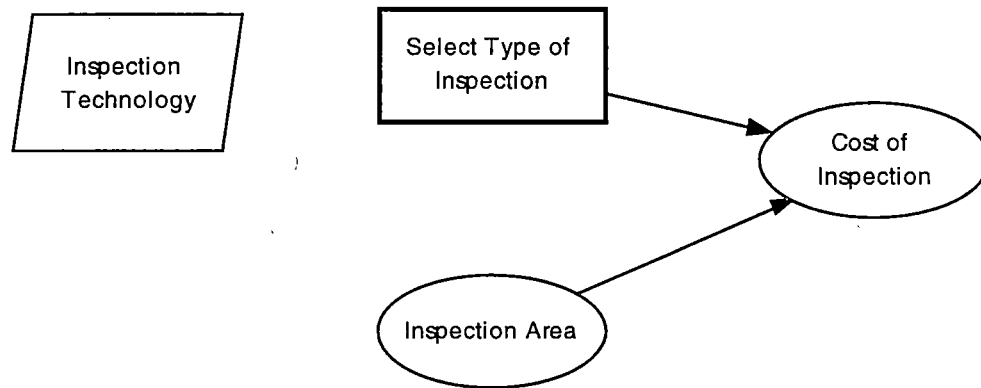 Inspection
Technology
Select Type of
Inspection
Cost of
Inspection
Inspection Area